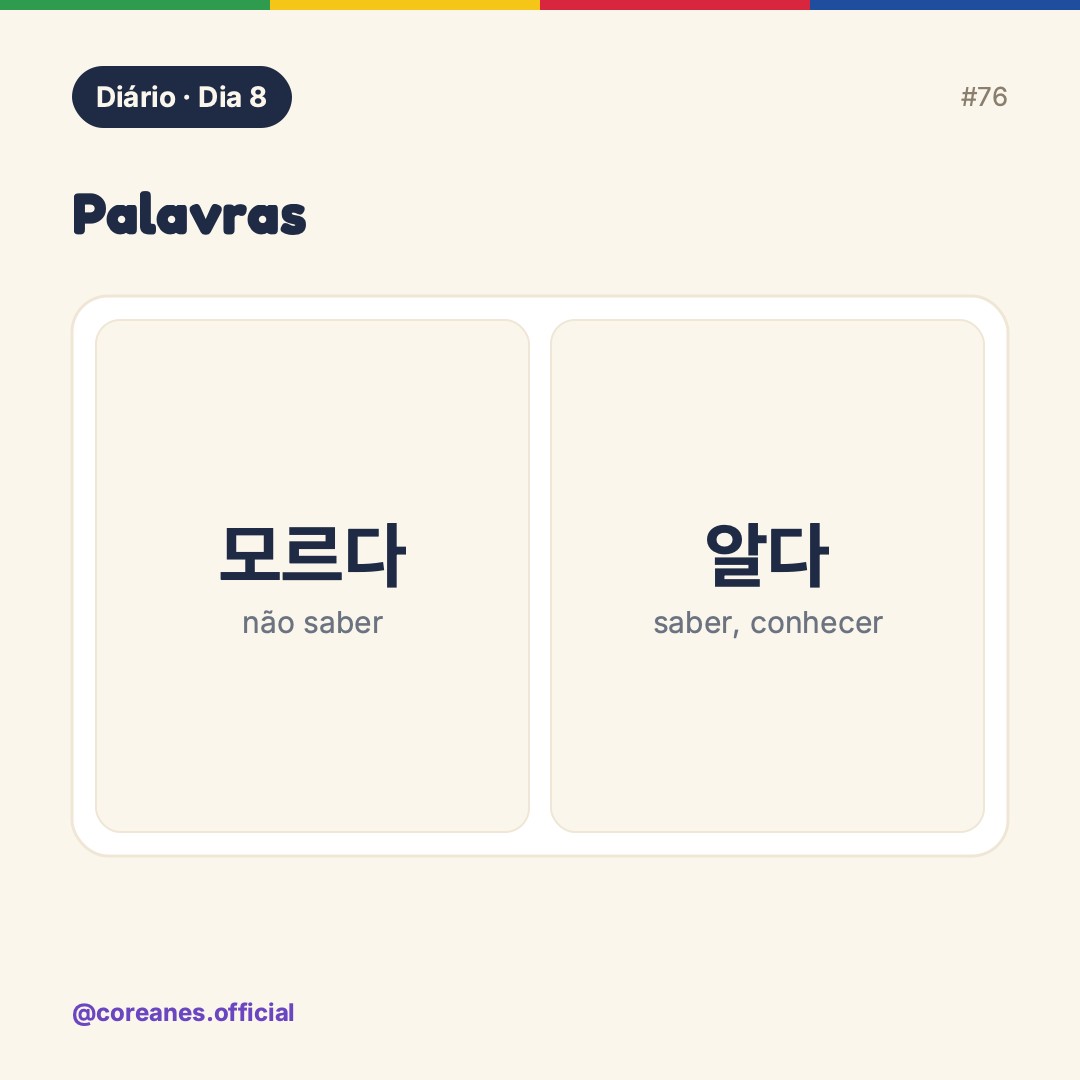 Diário · Dia 8
#76
Palavras
모르다
não saber
알다
saber, conhecer
@coreanes.official